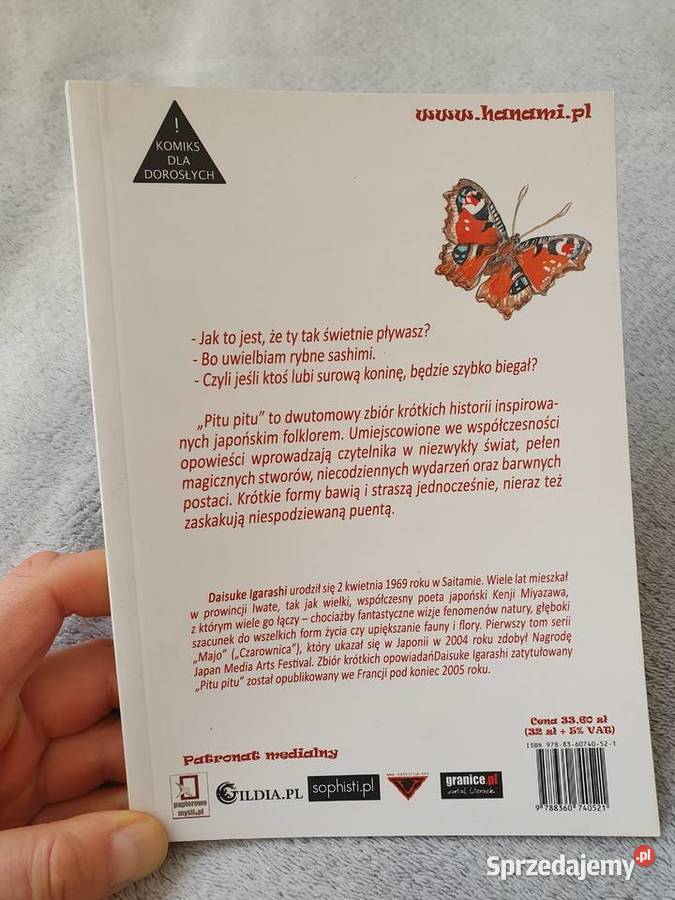 www.hanami.pl
!
KOMIKS
DLA
DOROSŁYCH
- Jak to jest, że ty tak świetnie pływasz?
- Bo uwielbiam rybne sashimi.
- Czyli jeśli ktoś lubi surową koninę, będzie szybko biegał?
„Pitu pitu” to dwutomowy zbiór krótkich historii inspirowa-
nych japońskim folklorem. Umiejscowione we współczesności
opowieści wprowadzają czytelnika w niezwykły świat, pełen
magicznych stworów, niecodziennych wydarzeń oraz barwnych
postaci. Krótkie formy bawią i straszą jednocześnie, nieraz też
zaskakują niespodziewaną puentą.
Daisuke Igarashi urodził się 2 kwietnia 1969 roku w Saitamie. Wiele lat mieszkał
w prowincji Iwate, tak jak wielki, współczesny poeta japoński Kenji Miyazawa,
z którym wiele go łączy – chociażby fantastyczne wizje fenomenów natury, głęboki
szacunek do wszelkich form życia czy upiększanie fauny i flory. Pierwszy tom serii
„Majo” („Czarownica”), który ukazał się w Japonii w 2004 roku zdobył Nagrodę
Japan Media Arts Festival. Zbiór krótkich opowiadańDaisuke Igarashi zatytułowany
„Pitu pitu” został opublikowany we Francji pod koniec 2005 roku.
Cena 33,60 zł
(32 zł + 5% VAT)
ISBN 978-83-60740-52-1
Patronat medialny
papierowe
myśli.pl
GILDIA.PL
sophisti.pl
granice.pl
9 788360 740521
Sprzedajemy.pl